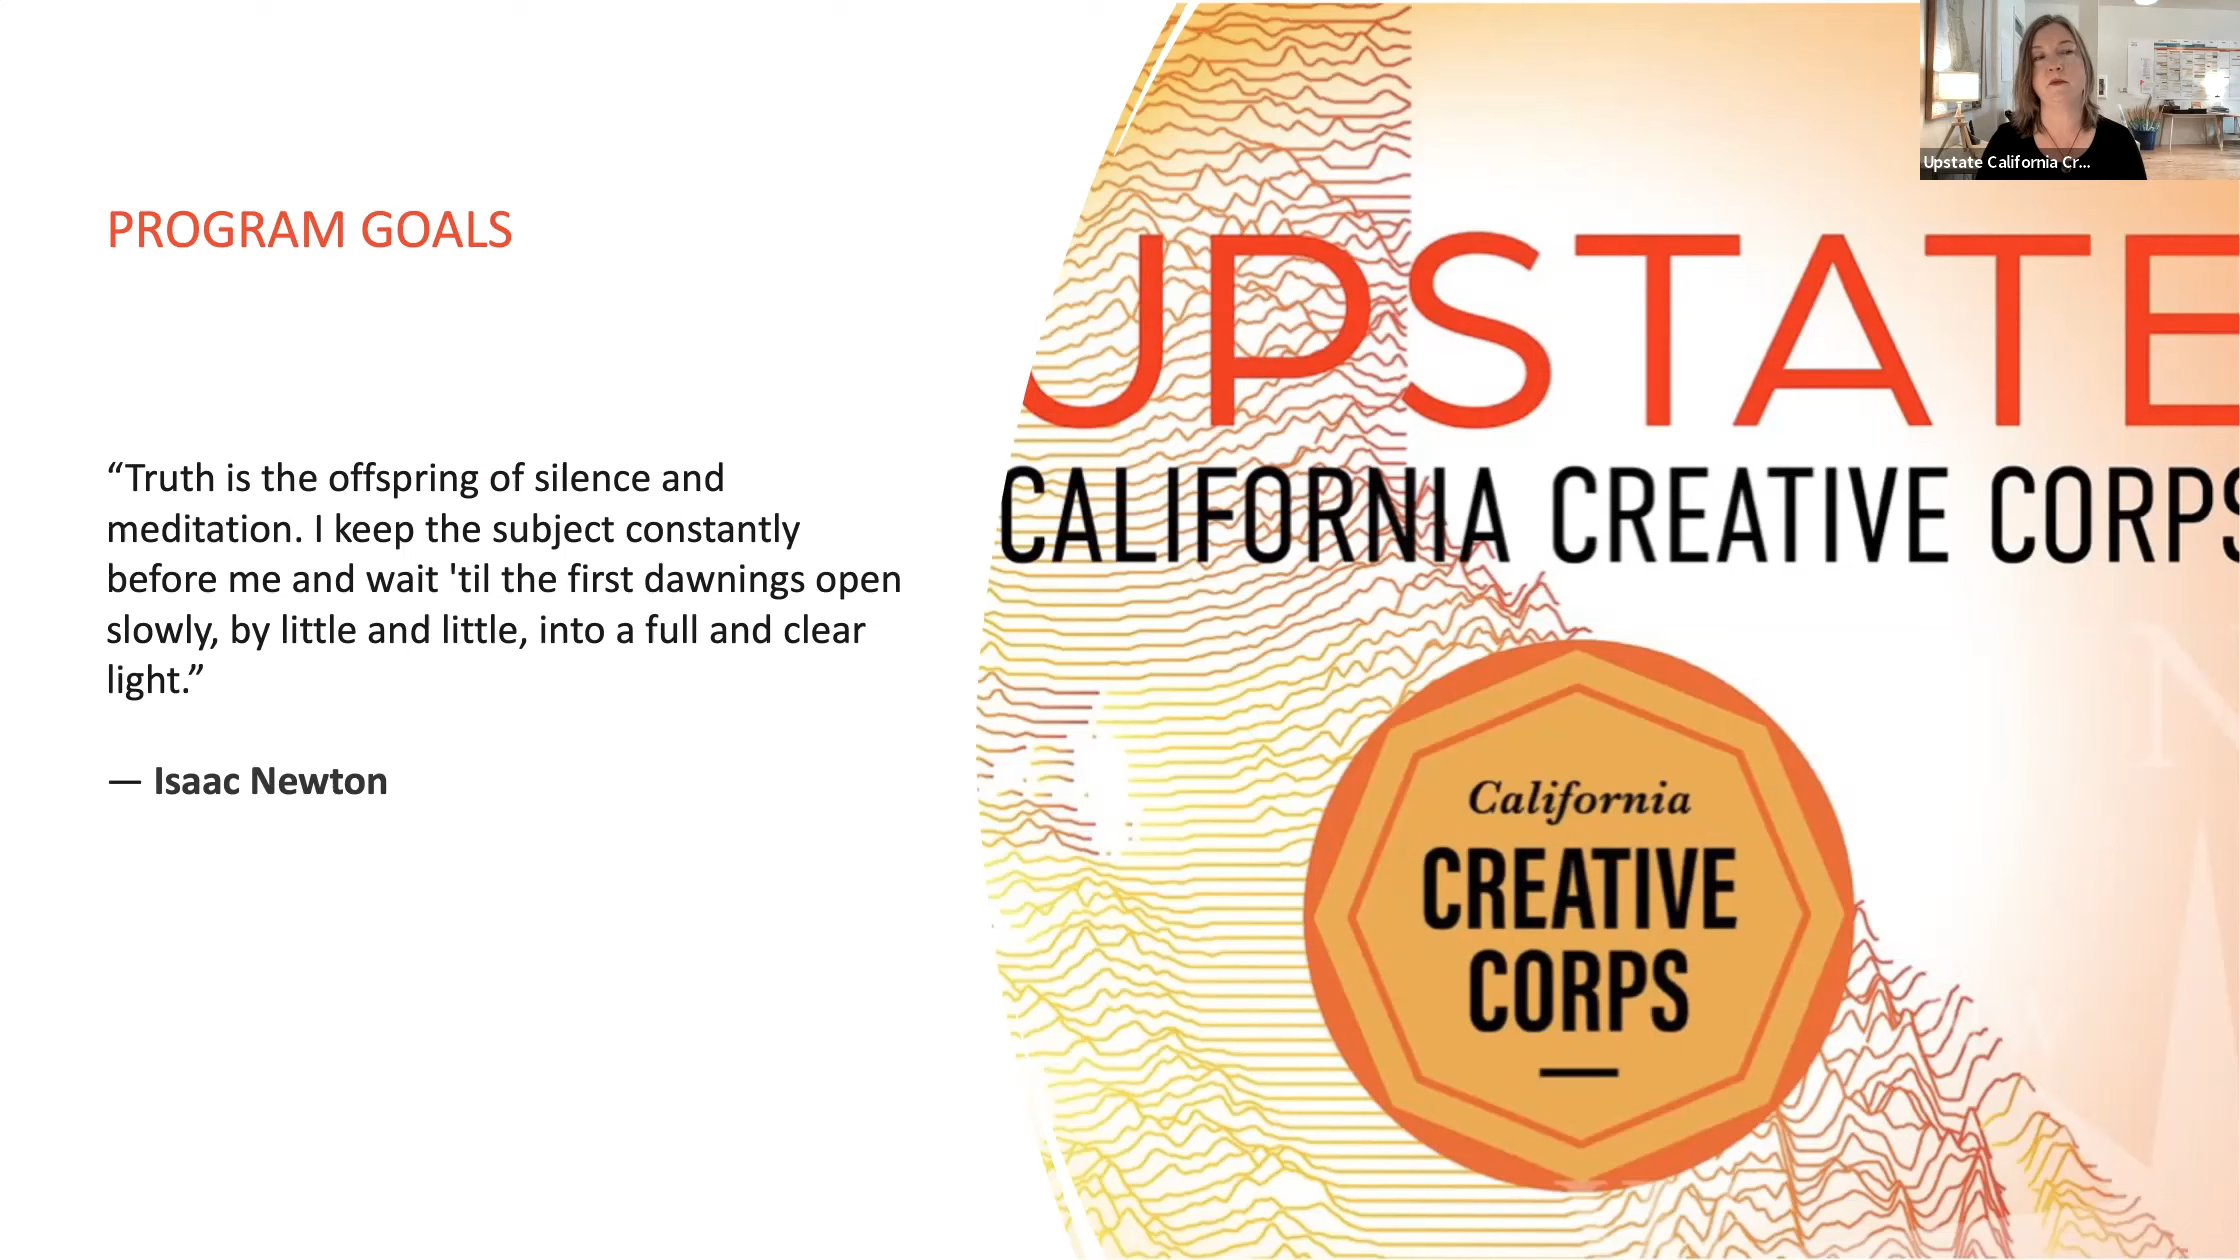 PROGRAM GOALS
“Truth is the offspring of silence and
meditation. I keep the subject constantly
before me and wait 'til the first dawnings open
slowly, by little and little, into a full and clear
light.”
— Isaac Newton
UPSTATE
CALIFORNIA CREATIVE CORPS
California
CREATIVE
CORPS
Upstate California Cr...